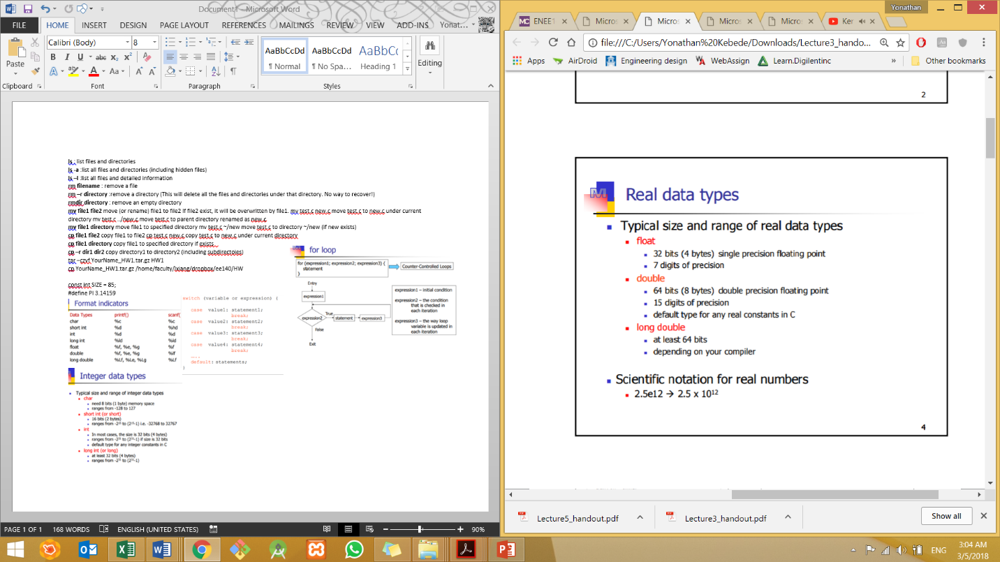 Document1 - Microsoft Word
FILE HOME INSERT DESIGN PAGE LAYOUT REFERENCES MAILINGS REVIEW VIEW ADD-INS Yonat...
Calibri (Body) 8
Paste
Clipboard Font Paragraph Styles
AaBbCcDd AaBbCcDd AaBbCc
¶ Normal ¶ No Spa... Heading 1
Editing
ls : list files and directories
ls -a :list all files and directories (including hidden files)
ls –l :list all files and detailed information
rm filename : remove a file
rm –r directory :remove a directory (This will delete all the files and directories under that directory. No way to recover!)
rmdir directory : remove an empty directory
mv file1 file2 move (or rename) file1 to file2 If file2 exist, it will be overwritten by file1. mv test.c new.c move test.c to new.c under current
directory mv test.c ../new.c move test.c to parent directory renamed as new.c
mv file1 directory move file1 to specified directory mv test.c ~/new move test.c to directory ~/new (if new exists)
cp file1 file2 copy file1 to file2 cp test.c new.c copy test.c to new.c under current directory
cp file1 directory copy file1 to specified directory if exists
cp –r dir1 dir2 copy directory1 to directory2 (including subdirectoies)
tar –czvf YourName_HW1.tar.gz HW1
cp YourName_HW1.tar.gz /home/faculty/lxiang/dropbox/ee140/HW
const int SIZE = 85;
#define PI 3.14159
Format indicators
Data Types printf() scanf(
char %c %c
short int %d %hd
int %d %d
long int %ld %ld
float %f, %e, %g %f
double %f, %e, %g %lf
long double %Lf, %Le, %Lg %Lf
switch (variable or expression) {
case value1: statement1;
break;
case value2: statement2;
break;
case value3: statement3;
break;
case value4: statement4;
break;
default: statements;
}
for loop
for (expression1; expression2; expression3) {
statement
}
Counter-Controlled Loops
Entry
expression1
expression2
True
statement
expression3
False
Exit
expression1 – initial condition
expression2 – the condition
that is checked in
each iteration
expression3 – the way loop
variable is updated in
each iteration
Integer data types
Typical size and range of integer data types
char
need 8 bits (1 byte) memory space
ranges from -128 to 127
short int (or short)
16 bits (2 bytes)
ranges from -2¹⁵ to (2¹⁵-1) i.e. -32768 to 32767
int
In most cases, the size is 32 bits (4 bytes)
ranges from -2³¹ to (2³¹-1) if size is 32 bits
default type for any integer constants in C
long int (or long)
at least 32 bits (4 bytes)
ranges from -2³¹ to (2³¹-1)
PAGE 1 OF 1 168 WORDS ENGLISH (UNITED STATES) 90%
Yonathan
ENEE1 Micros Micros Micros Micros Ker
file:///C:/Users/Yonathan%20Kebede/Downloads/Lecture3_hando...
Apps AirDroid Engineering design WebAssign Learn.Digilentinc » Other bookmarks
2
Real data types
Typical size and range of real data types
float
32 bits (4 bytes) single precision floating point
7 digits of precision
double
64 bits (8 bytes) double precision floating point
15 digits of precision
default type for any real constants in C
long double
at least 64 bits
depending on your compiler
Scientific notation for real numbers
2.5e12 → 2.5 x 10¹²
4
Lecture5_handout.pdf Lecture3_handout.pdf Show all
ENG
3:04 AM
3/5/2018